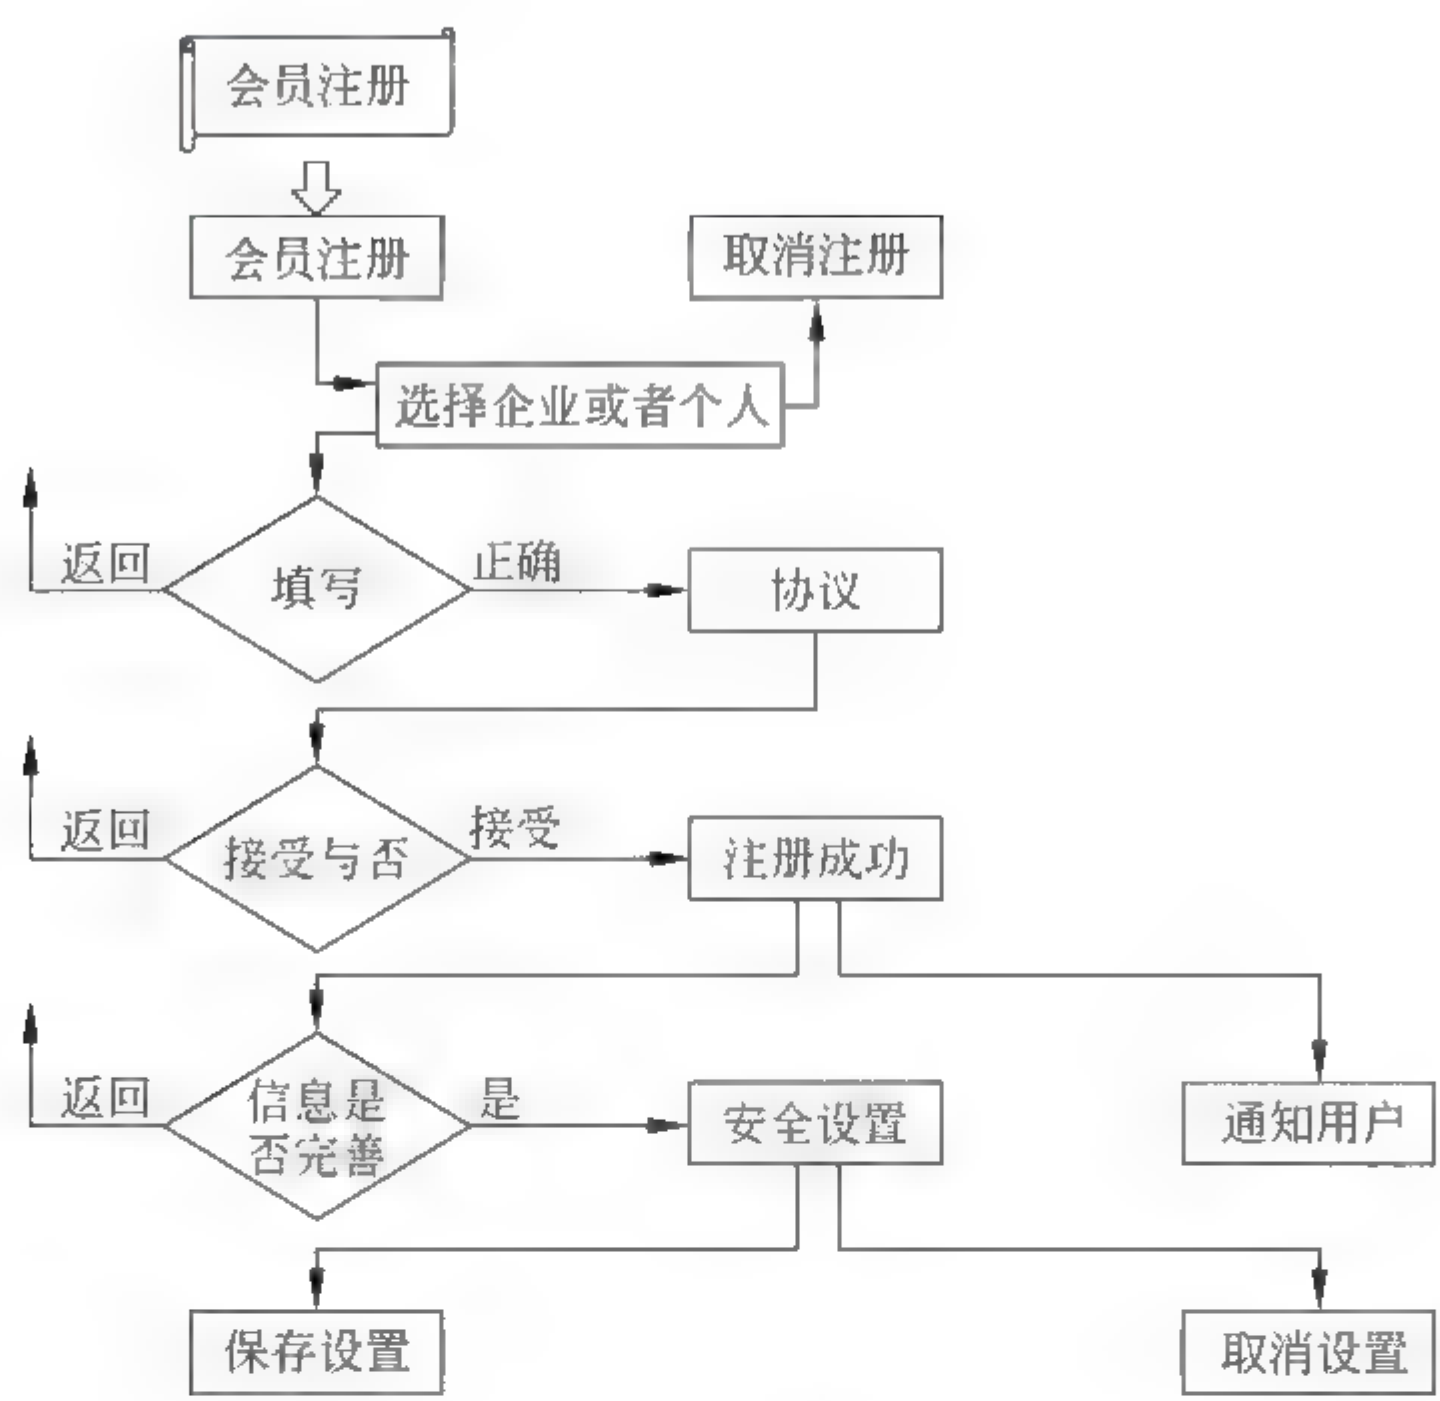 会员注册
会员注册
取消注册
选择企业或者个人
返回
填写
正确
协议
返回
接受与否
接受
注册成功
返回
信息是
否完善
是
安全设置
通知用户
保存设置
取消设置